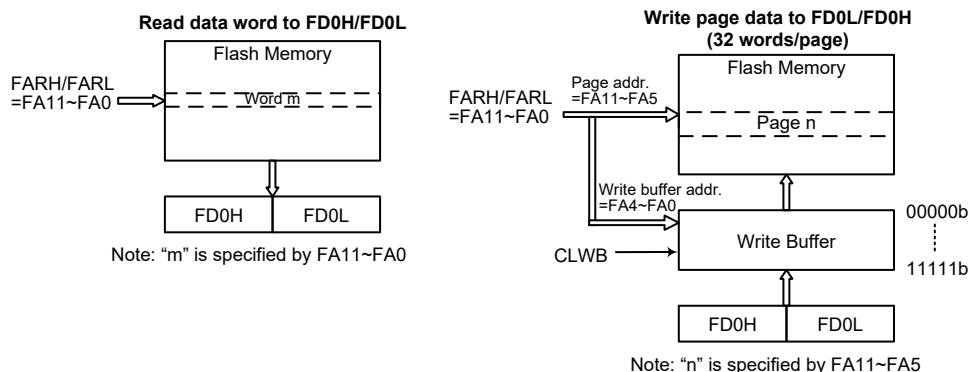 Read data word to FD0H/FD0L
Flash Memory
FARH/FARL
=FA11~FA0
Word m
FD0H
FD0L
Note: “m” is specified by FA11~FA0
Write page data to FD0L/FD0H
(32 words/page)
Flash Memory
Page addr.
=FA11~FA5
FARH/FARL
=FA11~FA0
Page n
Write buffer addr.
=FA4~FA0
00000b
Write Buffer
CLWB
11111b
FD0H
FD0L
Note: “n” is specified by FA11~FA5